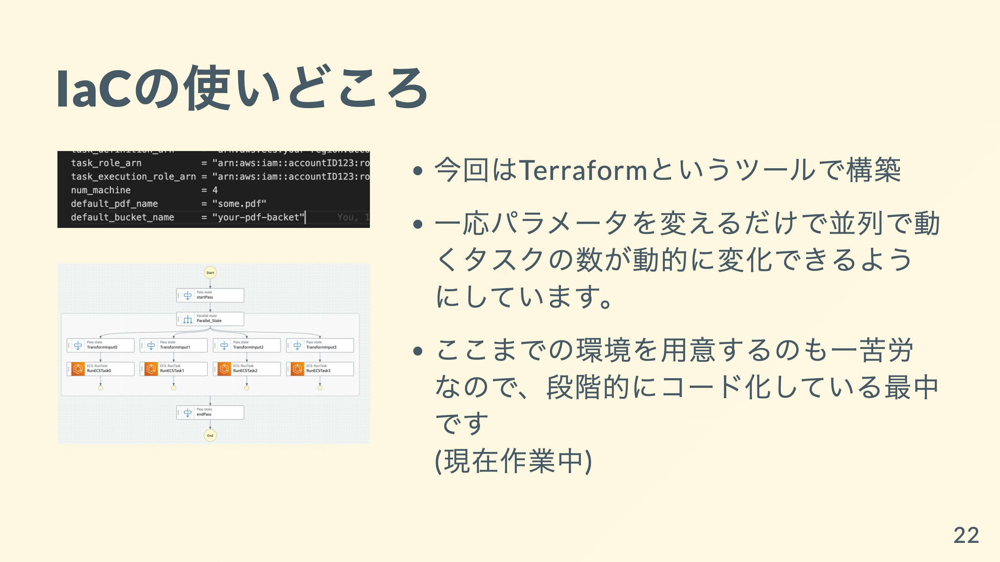 IaCの使いどころ
task_role_arn = "arn:aws:iam::accountID123:ro
task_execution_role_arn = "arn:aws:iam::accountID123:ro
num_machine = 4
default_pdf_name = "some.pdf"
default_bucket_name = "your-pdf-backet" You, 1
Start
Pass state
startPass
Parallel state
Parallel_State
Pass state Pass state Pass state Pass state
TransformInput0 TransformInput1 TransformInput2 TransformInput3
ECS: RunTask ECS: RunTask ECS: RunTask ECS: RunTask
RunECSTask0 RunECSTask1 RunECSTask2 RunECSTask3
Pass state
endPass
End
• 今回はTerraformというツールで構築
• 一応パラメータを変えるだけで並列で動
くタスクの数が動的に変化できるよう
にしています。
• ここまでの環境を用意するのも一苦労
なので、段階的にコード化している最中
です
(現在作業中)
22